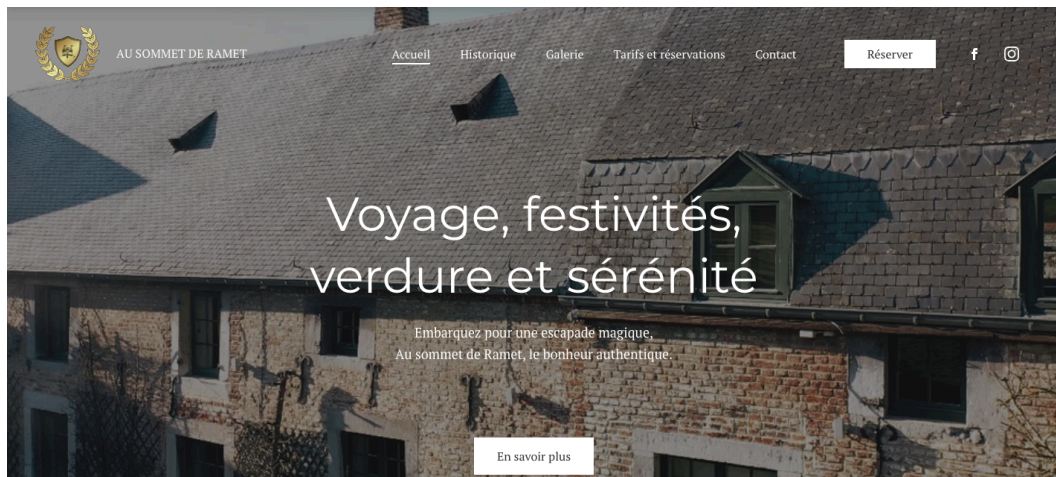 AU SOMMET DE RAMET
Accueil
Historique
Galerie
Tarifs et réservations
Contact
Réserver
Voyage, festivités,
verdure et sérénité
Embarquez pour une escapade magique,
Au sommet de Ramet, le bonheur authentique.
En savoir plus